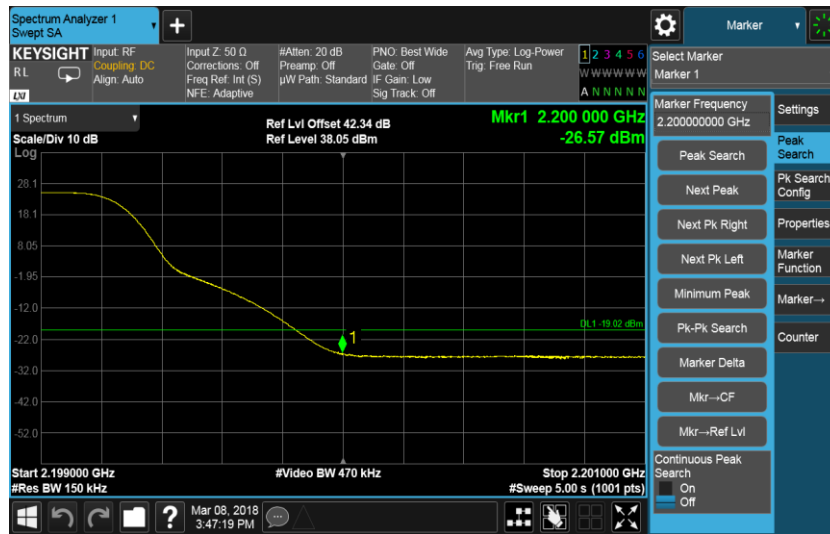 Spectrum Analyzer 1
Swept SA
Marker
KEYSIGHT
RL
LXI
Input: RF
Coupling: DC
Align: Auto
Input Z: 50 Ω
Corrections: Off
Freq Ref: Int (S)
NFE: Adaptive
#Atten: 20 dB
Preamp: Off
µW Path: Standard
PNO: Best Wide
Gate: Off
IF Gain: Low
Sig Track: Off
Avg Type: Log-Power
Trig: Free Run
1 2 3 4 5 6
W W W W W W
A N N N N N
Select Marker
Marker 1
1 Spectrum
Scale/Div 10 dB
Log
Ref Lvl Offset 42.34 dB
Ref Level 38.05 dBm
Mkr1 2.200 000 GHz
-26.57 dBm
28.1
18.1
8.05
-1.95
-12.0
-22.0
-32.0
-42.0
-52.0
DL1 -19.02 dBm
1
Start 2.199000 GHz
#Res BW 150 kHz
#Video BW 470 kHz
Stop 2.201000 GHz
#Sweep 5.00 s (1001 pts)
Marker Frequency
2.200000000 GHz
Peak Search
Next Peak
Next Pk Right
Next Pk Left
Minimum Peak
Pk-Pk Search
Marker Delta
Mkr→CF
Mkr→Ref Lvl
Continuous Peak
Search
On
Off
Settings
Peak
Search
Pk Search
Config
Properties
Marker
Function
Marker→
Counter
?
Mar 08, 2018
3:47:19 PM